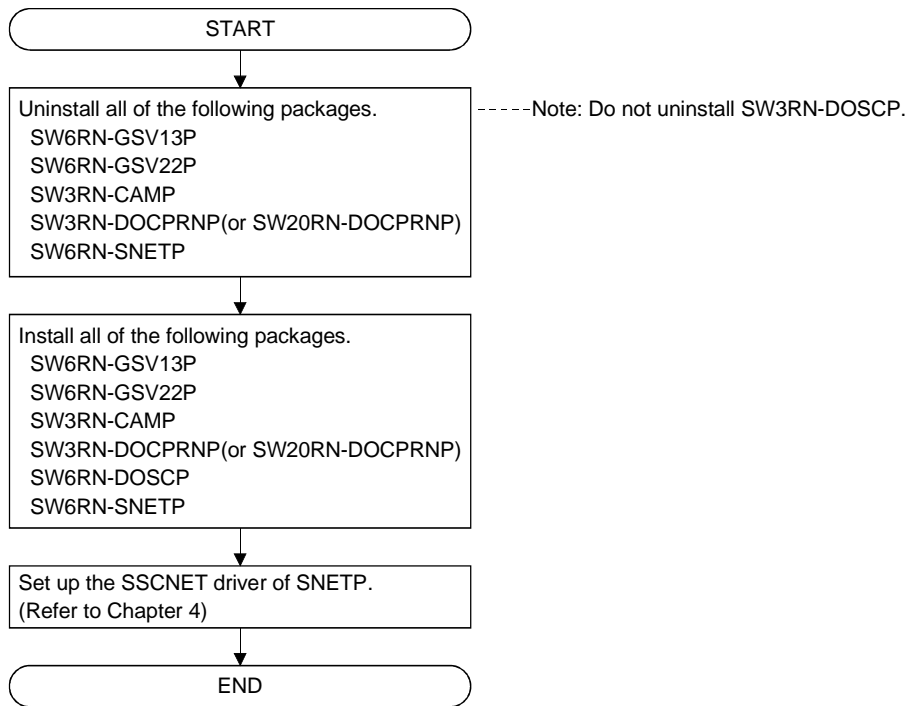 START
Uninstall all of the following packages.
SW6RN-GSV13P
SW6RN-GSV22P
SW3RN-CAMP
SW3RN-DOCPRNP(or SW20RN-DOCPRNP)
SW6RN-SNETP
Note: Do not uninstall SW3RN-DOSCP.
Install all of the following packages.
SW6RN-GSV13P
SW6RN-GSV22P
SW3RN-CAMP
SW3RN-DOCPRNP(or SW20RN-DOCPRNP)
SW6RN-DOSCP
SW6RN-SNETP
Set up the SSCNET driver of SNETP.
(Refer to Chapter 4)
END